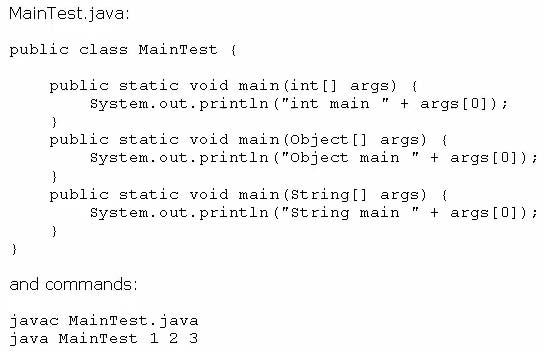 MainTest.java:
public class MainTest {
public static void main(int[] args) {
System.out.println("int main " + args[0]);
}
public static void main(Object[] args) {
System.out.println("Object main " + args[0]);
}
public static void main(String[] args) {
System.out.println("String main " + args[0]);
}
}
and commands:
javac MainTest.java
java MainTest 1 2 3